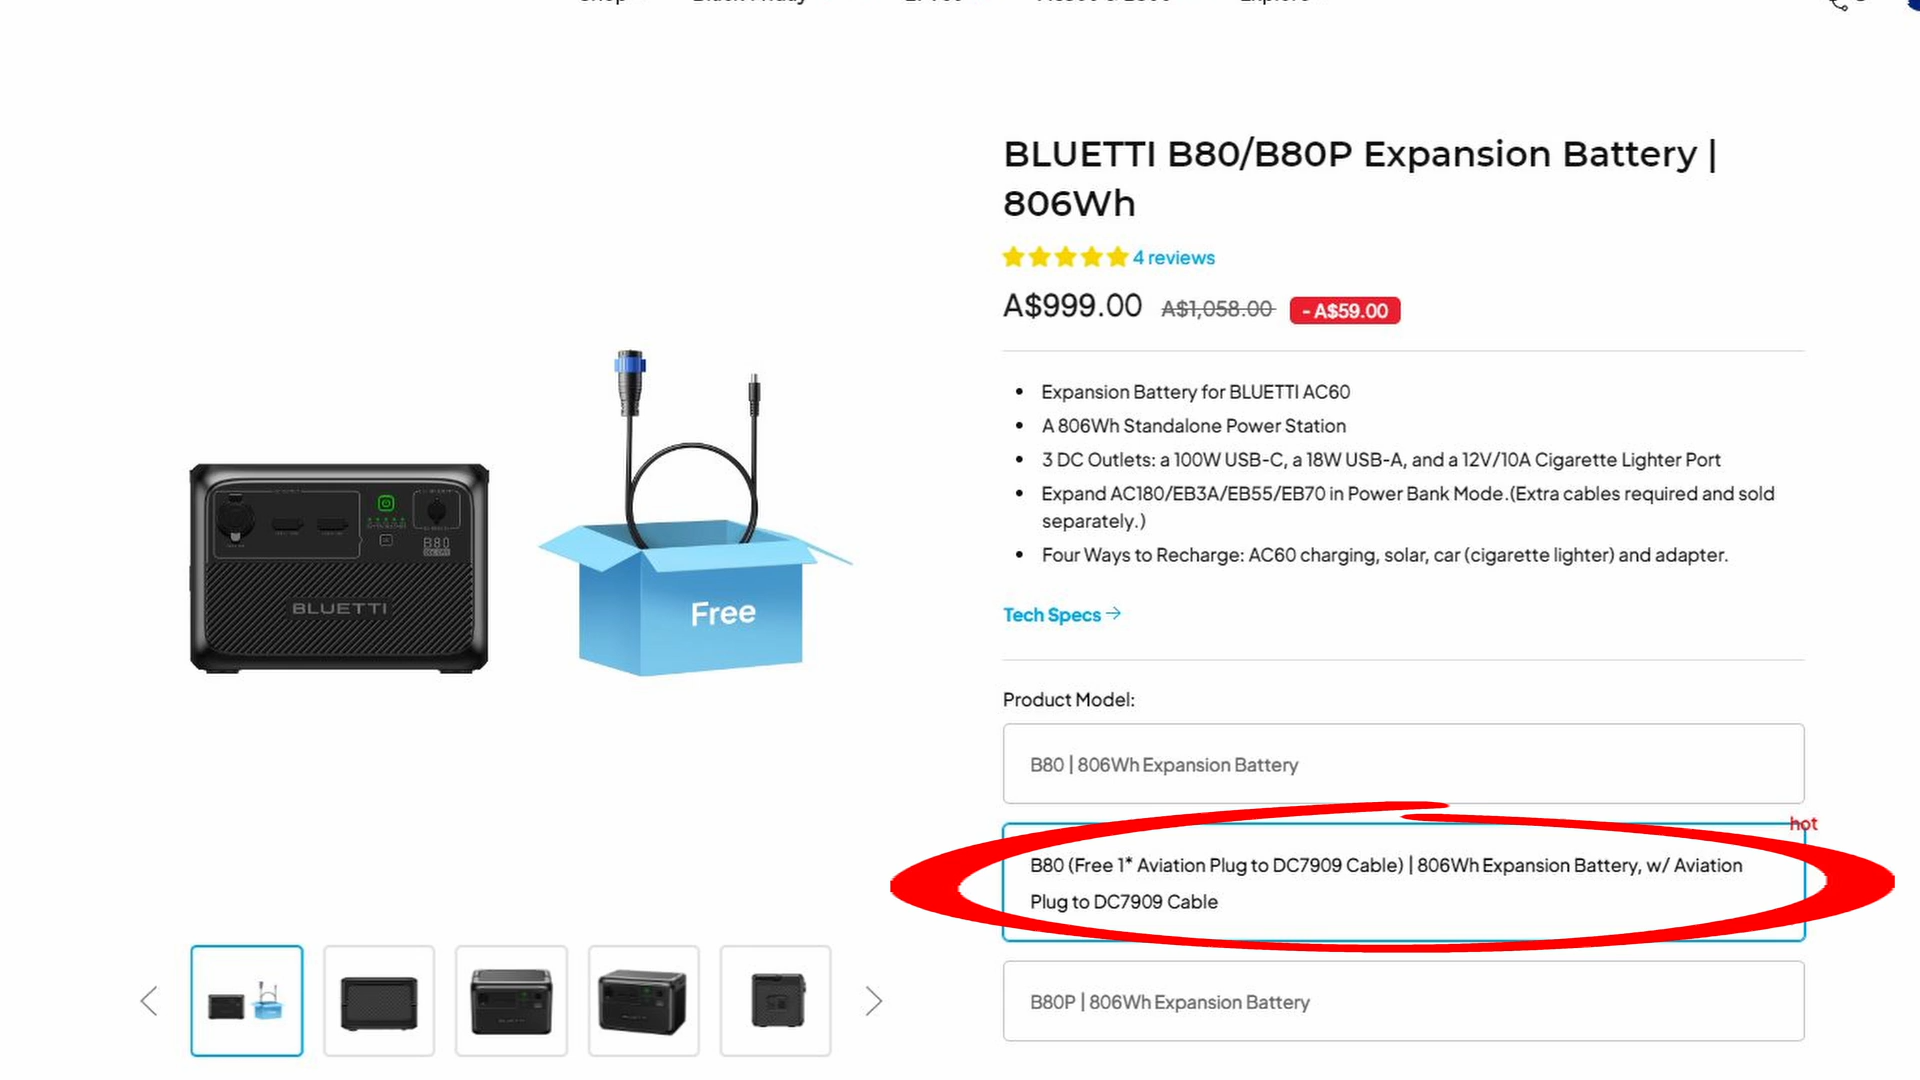 BLUETTI B80/B80P Expansion Battery |
806Wh
4 reviews
A$999.00 A$1,058.00 - A$59.00
Expansion Battery for BLUETTI AC60
A 806Wh Standalone Power Station
3 DC Outlets: a 100W USB-C, a 18W USB-A, and a 12V/10A Cigarette Lighter Port
Expand AC180/EB3A/EB55/EB70 in Power Bank Mode.(Extra cables required and sold
separately.)
Four Ways to Recharge: AC60 charging, solar, car (cigarette lighter) and adapter.
Tech Specs
Product Model:
B80 | 806Wh Expansion Battery
hot
B80 (Free 1* Aviation Plug to DC7909 Cable) | 806Wh Expansion Battery, w/ Aviation
Plug to DC7909 Cable
B80P | 806Wh Expansion Battery
B80
BLUETTI
Free
BLUETTI
BLUETTI